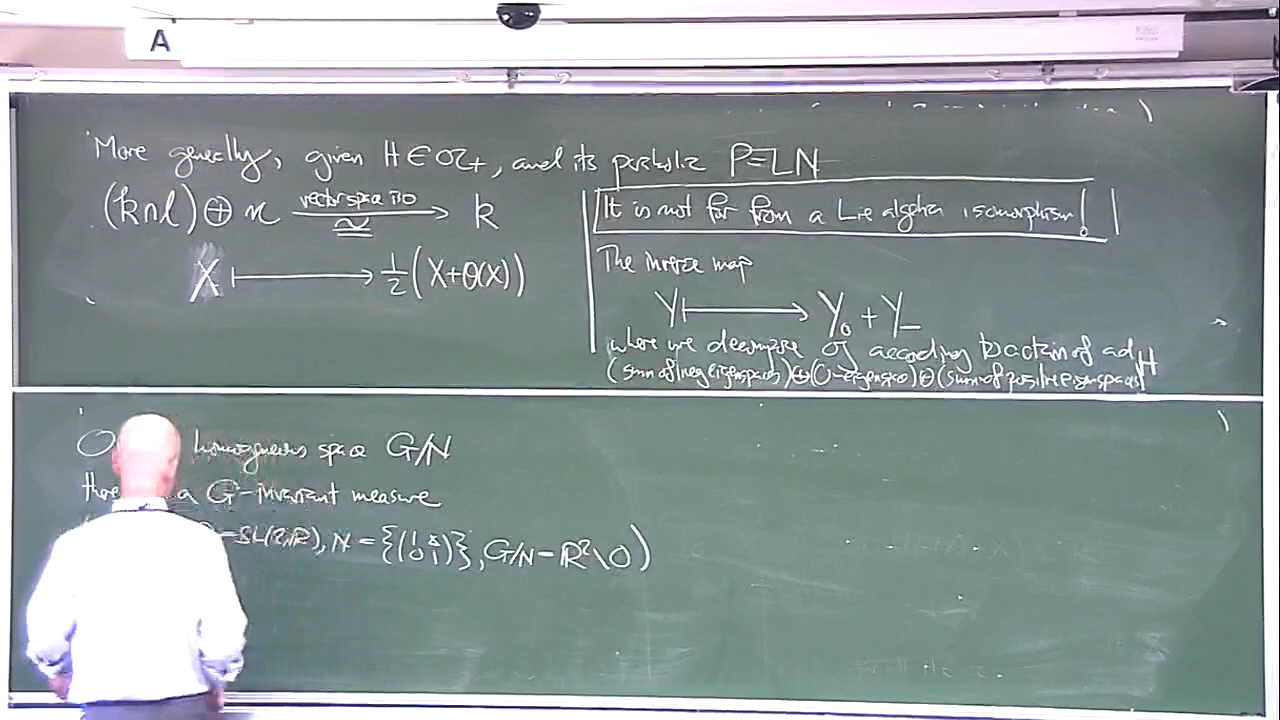 A
More generally, given H ∈ 𝔞+, and its parabolic P=LN
(k∩l) ⊕ n vector space iso ≃ → k
X ↦ 1/2 (X+θ(X))
It is not far from a Lie algebra isomorphism!
The inverse map
Y ↦ Y₀ + Y₋
where we decompose g according to action of ad H
(sum of neg eigenspaces)⊕(0-eigenspace)⊕(sum of positive eigenspaces)
O homogeneous space G/N
the a G-invariant measure
=SL(2,R), N = {(1 * 0 1)}, G/N = R²\0)